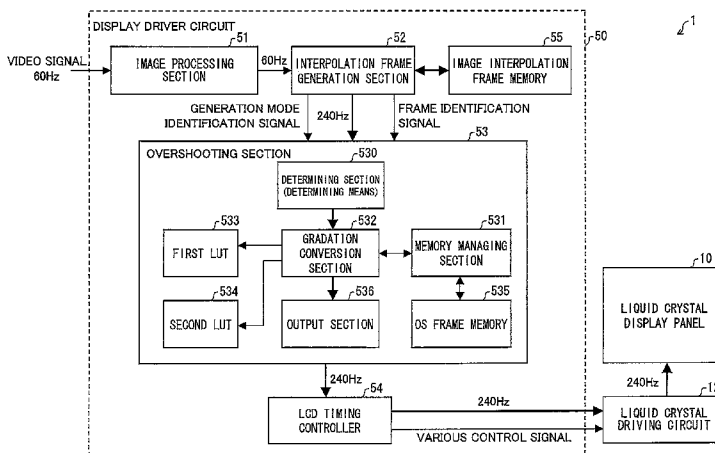 1
DISPLAY DRIVER CIRCUIT
50
51
52
55
VIDEO SIGNAL
60Hz
IMAGE PROCESSING
SECTION
60Hz
INTERPOLATION FRAME
GENERATION SECTION
IMAGE INTERPOLATION
FRAME MEMORY
GENERATION MODE
IDENTIFICATION SIGNAL
240Hz
FRAME IDENTIFICATION
SIGNAL
53
OVERSHOOTING SECTION
530
DETERMINING SECTION
(DETERMINING MEANS)
533
532
531
FIRST LUT
GRADATION
CONVERSION
SECTION
MEMORY MANAGING
SECTION
534
536
535
SECOND LUT
OUTPUT SECTION
OS FRAME MEMORY
10
LIQUID CRYSTAL
DISPLAY PANEL
240Hz
54
LCD TIMING
CONTROLLER
240Hz
VARIOUS CONTROL SIGNAL
240Hz
LIQUID CRYSTAL
DRIVING CIRCUIT